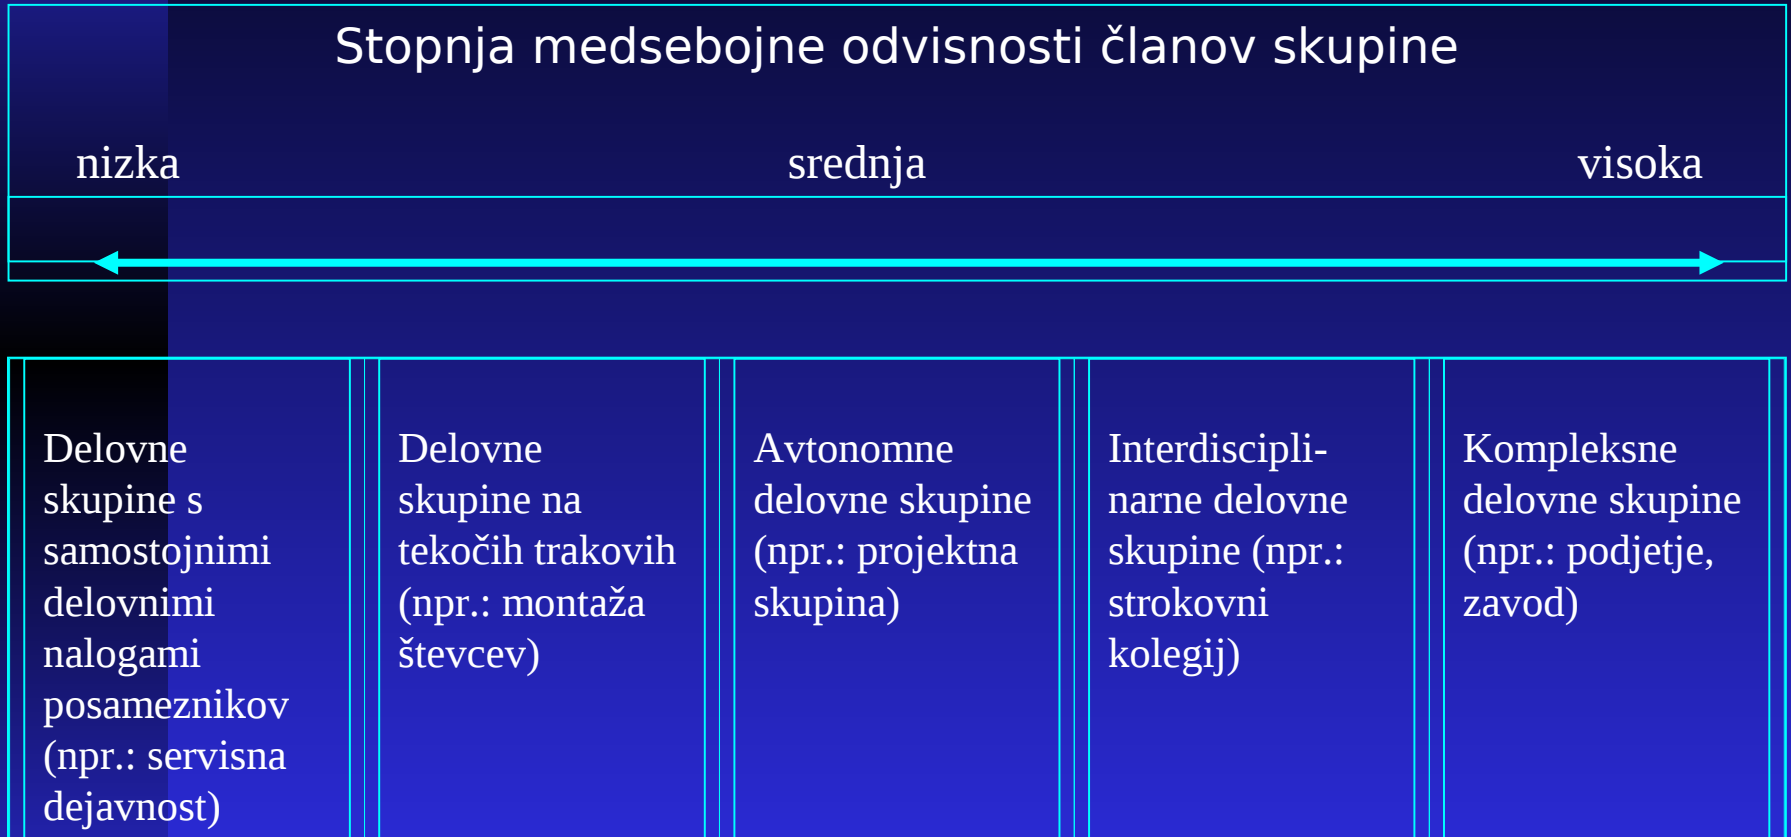 Stopnja medsebojne odvisnosti članov skupine
nizka srednja visoka
Delovne
skupine s
samostojnimi
delovnimi
nalogami
posameznikov
(npr.: servisna
dejavnost)
Delovne
skupine na
tekočih trakovih
(npr.: montaža
števcev)
Avtonomne
delovne skupine
(npr.: projektna
skupina)
Interdiscipli-
narne delovne
skupine (npr.:
strokovni
kolegij)
Kompleksne
delovne skupine
(npr.: podjetje,
zavod)